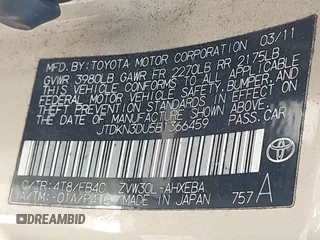 MFD. BY: TOYOTA MOTOR CORPORATION 03/11
GVWR 3980LB GAWR FR 2270LB RR 2175LB
THIS VEHICLE CONFORMS TO ALL APPLICABLE
FEDERAL MOTOR VEHICLE SAFETY, BUMPER, AND
THEFT PREVENTION STANDARDS IN EFFECT ON
THE DATE OF MANUFACTURE SHOWN ABOVE.
JTDKN3DU5B1366459 PASS. CAR
C/TR: 4T8/FB40 ZVW30L-AHXEBA
A/TM: -01A/P410 MADE IN JAPAN 757 A
TOYOTA
© DREAMBID